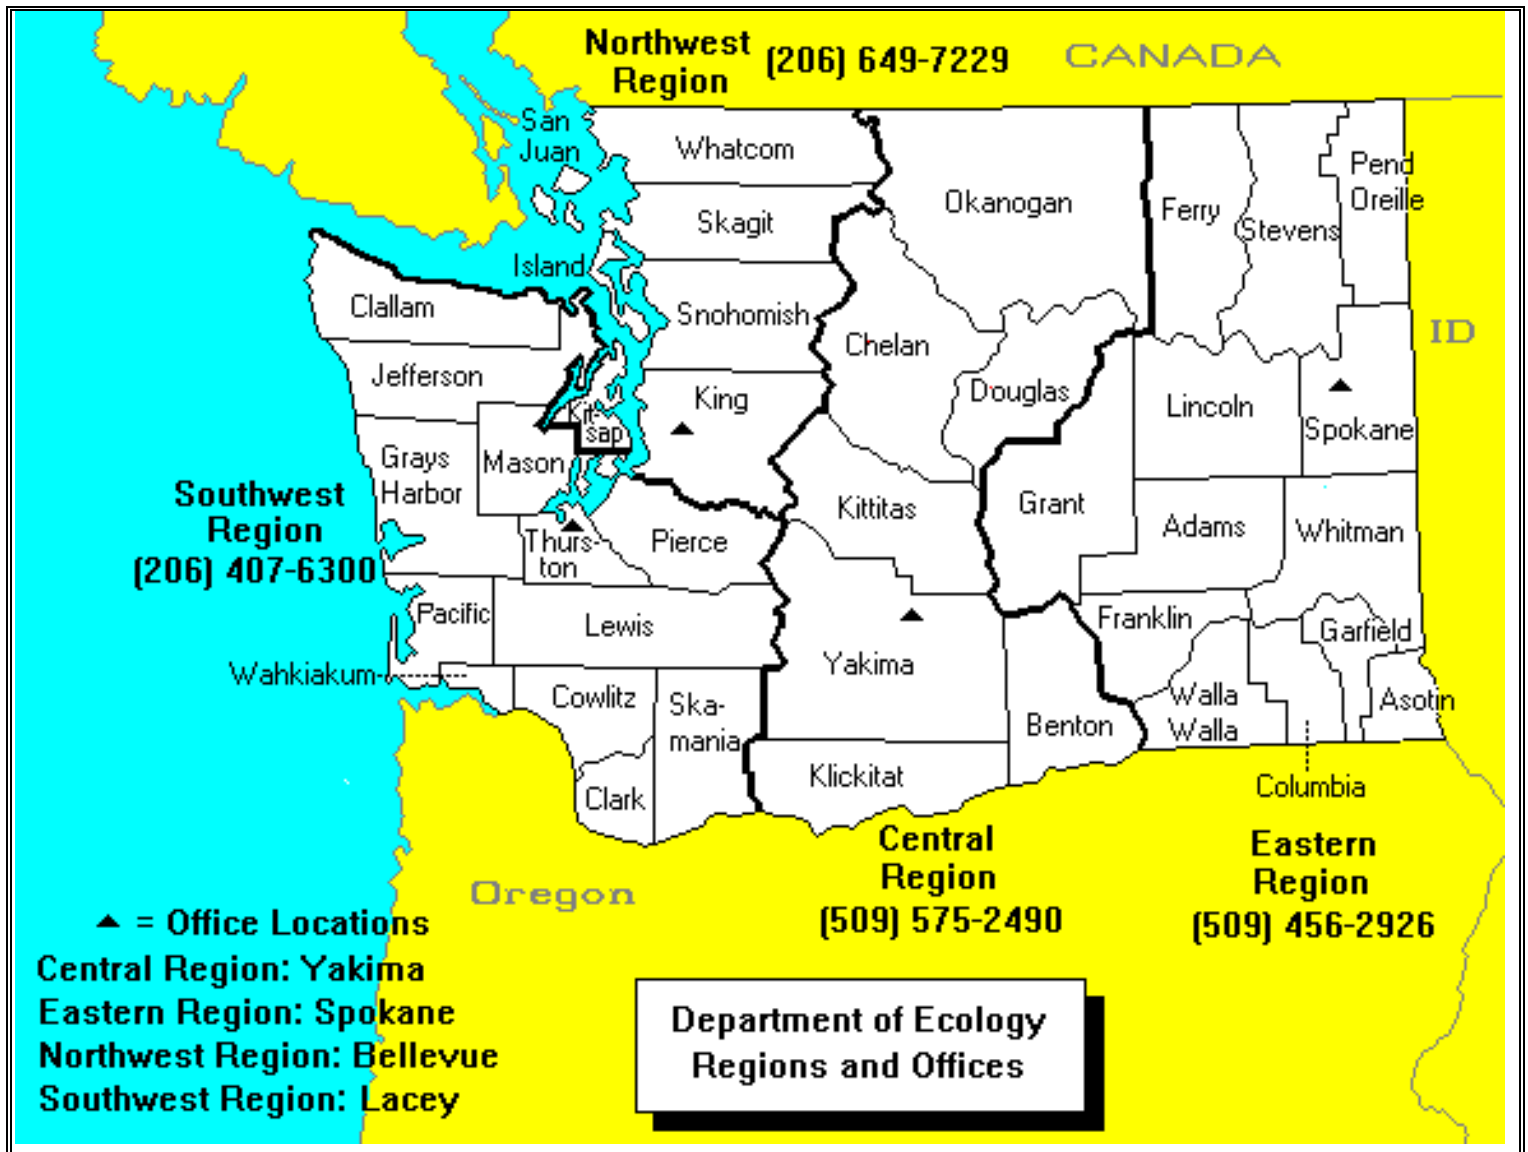 Northwest
Region
(206) 649-7229
CANADA
San
Juan
Whatcom
Okanogan
Ferry
Stevens
Pend
Oreille
Skagit
Island
Clallam
Snohomish
Chelan
Douglas
ID
Jefferson
King
Lincoln
Spokane
Kit-
sap
Grays
Harbor
Mason
Kittitas
Grant
Adams
Whitman
Southwest
Region
(206) 407-6300
Thurs-
ton
Pierce
Pacific
Lewis
Yakima
Franklin
Garfield
Wahkiakum
Cowlitz
Ska-
mania
Benton
Walla
Walla
Asotin
Klickitat
Clark
Columbia
Central
Region
(509) 575-2490
Eastern
Region
(509) 456-2926
Oregon
▲ = Office Locations
Central Region: Yakima
Eastern Region: Spokane
Northwest Region: Bellevue
Southwest Region: Lacey
Department of Ecology
Regions and Offices